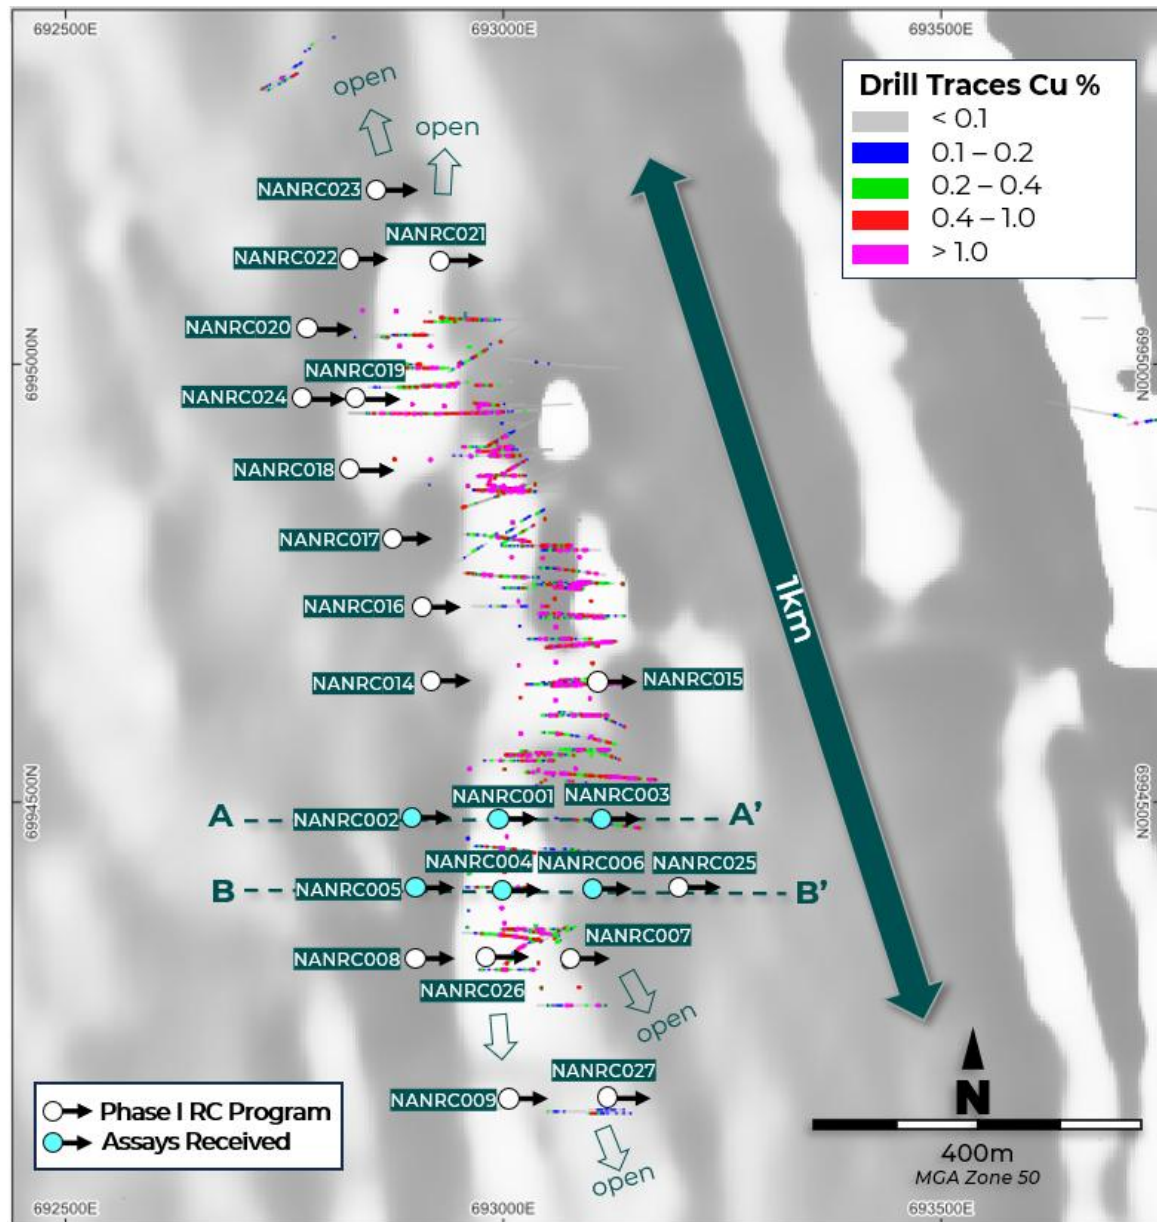 692500E
693000E
693500E
open
open
Drill Traces Cu %
< 0.1
0.1 – 0.2
0.2 – 0.4
0.4 – 1.0
> 1.0
NANRC023
NANRC021
NANRC022
NANRC020
6995000N
6995000N
NANRC019
NANRC024
NANRC018
NANRC017
NANRC016
1km
NANRC014
NANRC015
6994500N
6994500N
NANRC001
NANRC003
A
NANRC002
A'
NANRC004
NANRC006
NANRC025
B
NANRC005
B'
NANRC007
NANRC008
NANRC026
open
NANRC027
NANRC009
N
Phase I RC Program
Assays Received
400m
MGA Zone 50
open
692500E
693000E
693500E